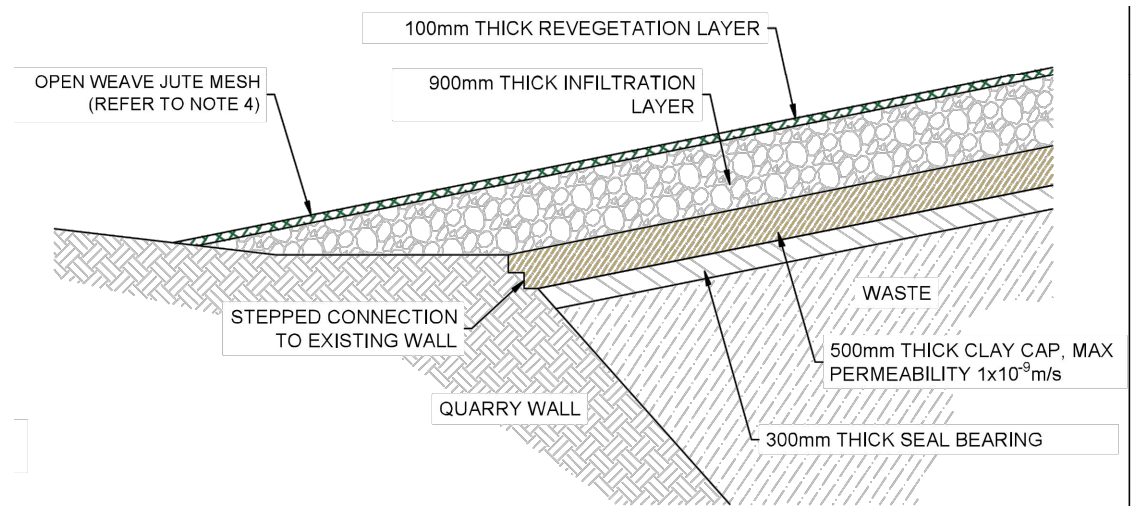 100mm THICK REVEGETATION LAYER
OPEN WEAVE JUTE MESH
(REFER TO NOTE 4)
900mm THICK INFILTRATION
LAYER
WASTE
STEPPED CONNECTION
TO EXISTING WALL
500mm THICK CLAY CAP, MAX
PERMEABILITY 1x10⁻⁹m/s
QUARRY WALL
300mm THICK SEAL BEARING